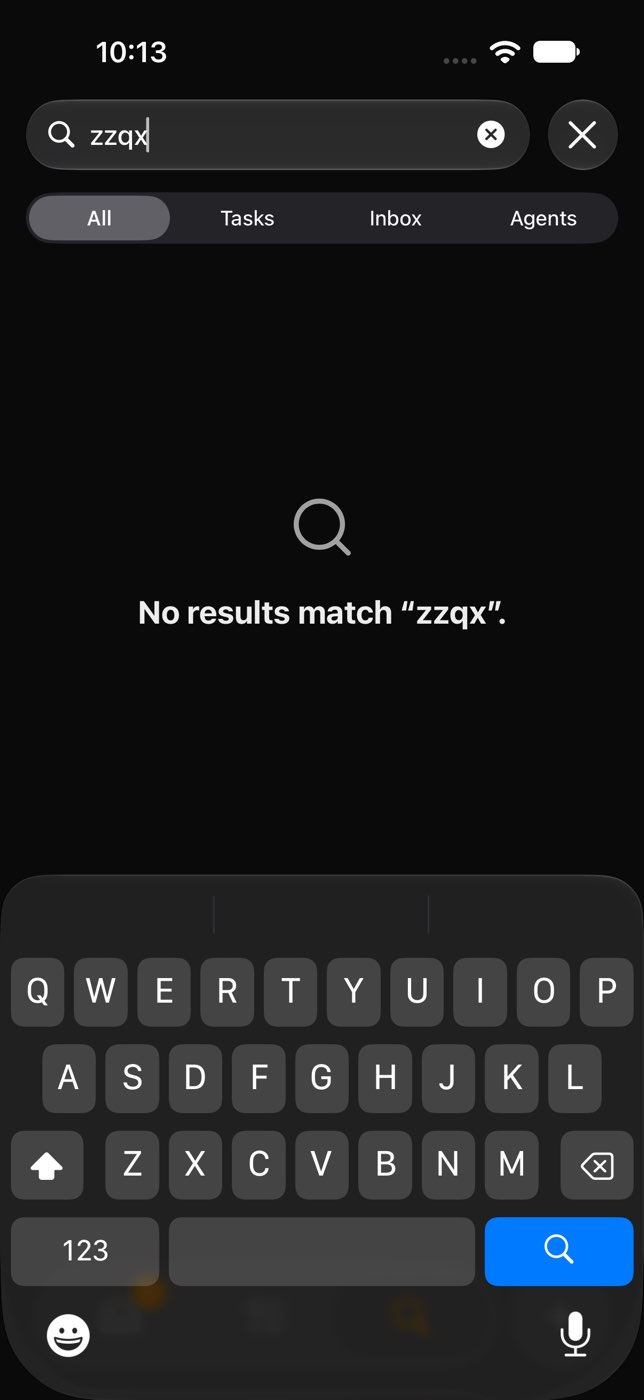 10:13
zzqx
All Tasks Inbox Agents
No results match “zzqx”.
Q W E R T Y U I O P
A S D F G H J K L
Z X C V B N M
123